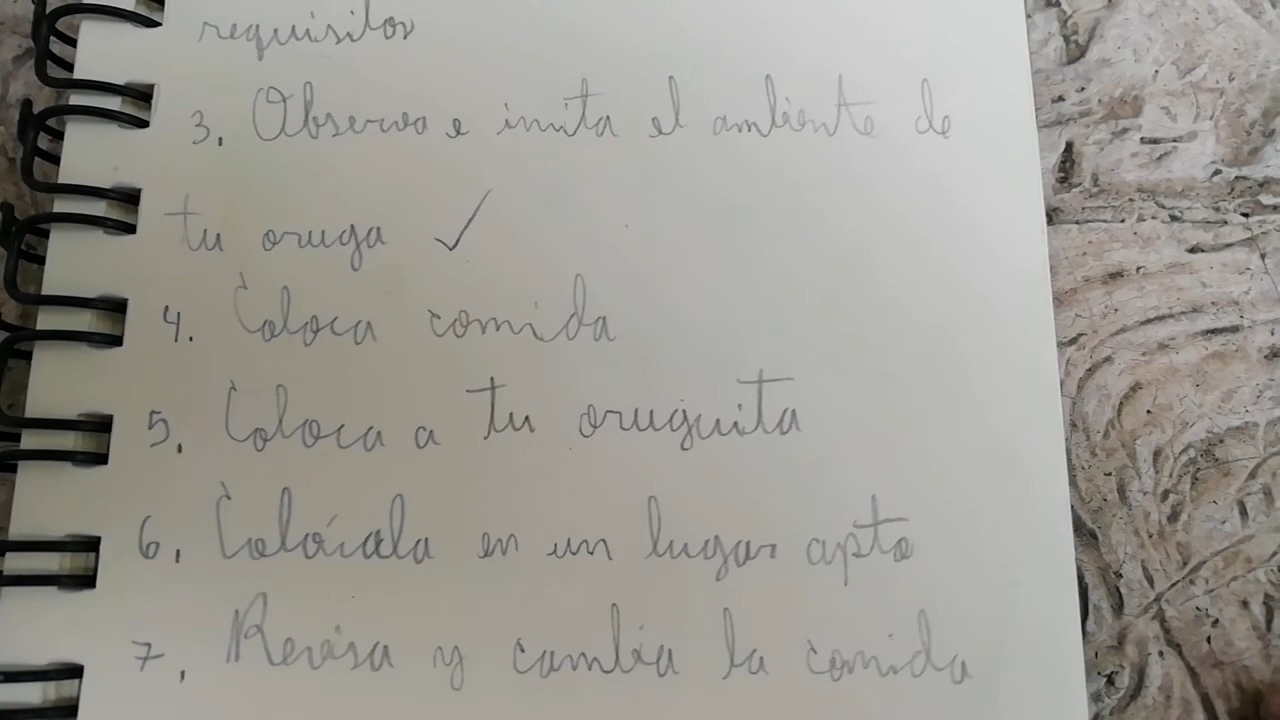 requisitos
3. Observa e imita el ambiente de
tu oruga ✓
4. Coloca comida
5. Coloca a tu oruguita
6. Colócala en un lugar apto
7. Revisa y cambia la comida